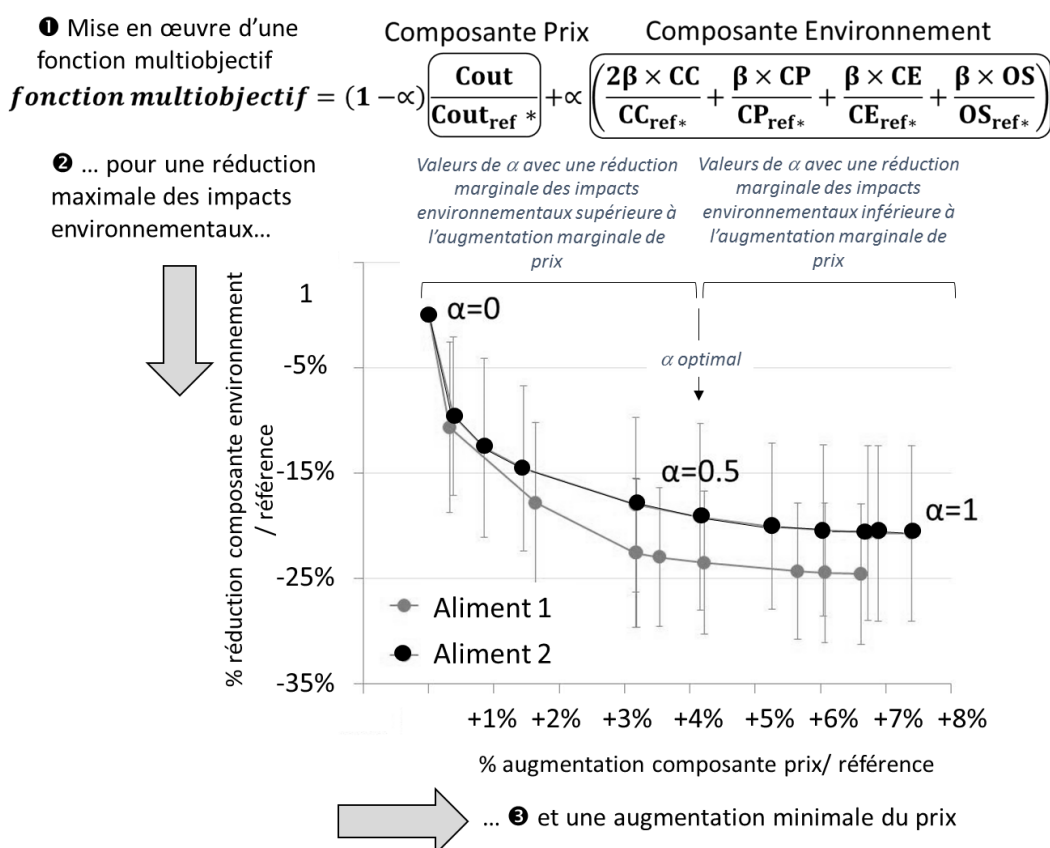 ❶ Mise en œuvre d'une
fonction multiobjectif
Composante Prix
Composante Environnement
fonction multiobjectif = (1 −∝) Cout / Cout_ref * +∝ (2β × CC / CC_ref* + β × CP / CP_ref* + β × CE / CE_ref* + β × OS / OS_ref*)
❷ ... pour une réduction
maximale des impacts
environnementaux...
Valeurs de α avec une réduction
marginale des impacts
environnementaux supérieure à
l'augmentation marginale de
prix
Valeurs de α avec une réduction
marginale des impacts
environnementaux inférieure à
l'augmentation marginale de
prix
% réduction composante environnement
/ référence
1
-5%
-15%
-25%
-35%
α=0
α optimal
α=0.5
α=1
Aliment 1
Aliment 2
+1% +2% +3% +4% +5% +6% +7% +8%
% augmentation composante prix/ référence
... ❸ et une augmentation minimale du prix